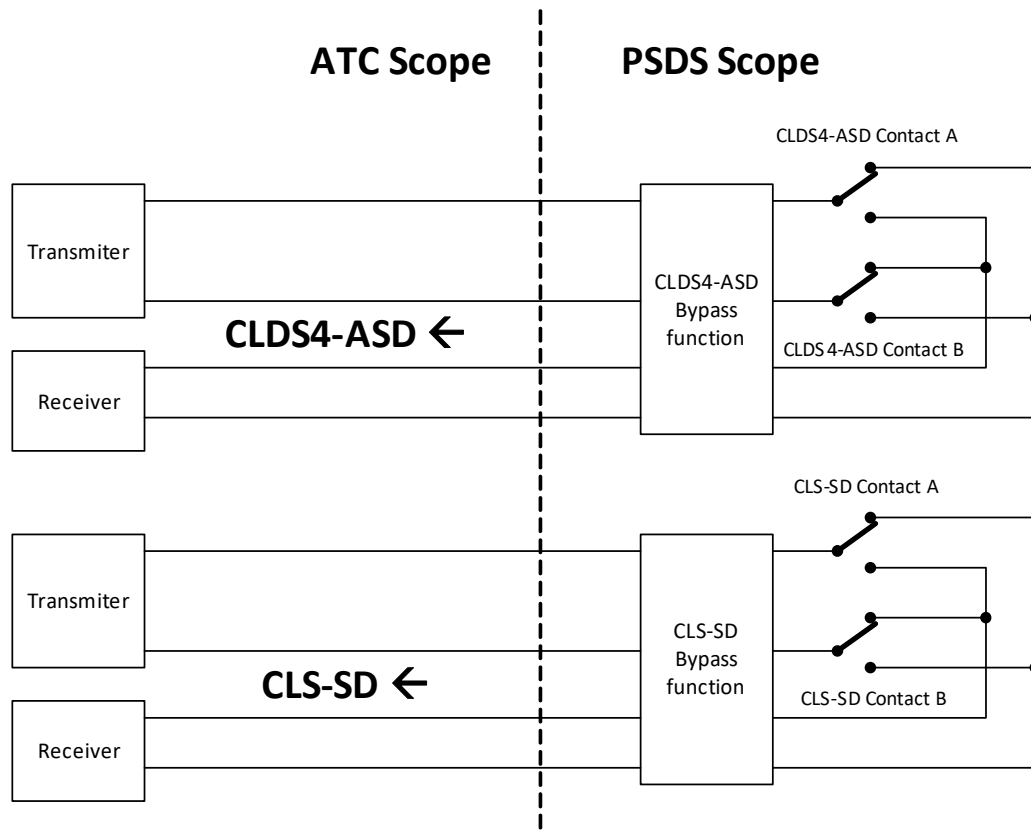 ATC Scope
PSDS Scope
CLDS4-ASD Contact A
Transmiter
CLDS4-ASD
Bypass
function
CLDS4-ASD ←
CLDS4-ASD Contact B
Receiver
CLS-SD Contact A
Transmiter
CLS-SD
Bypass
function
CLS-SD ←
CLS-SD Contact B
Receiver